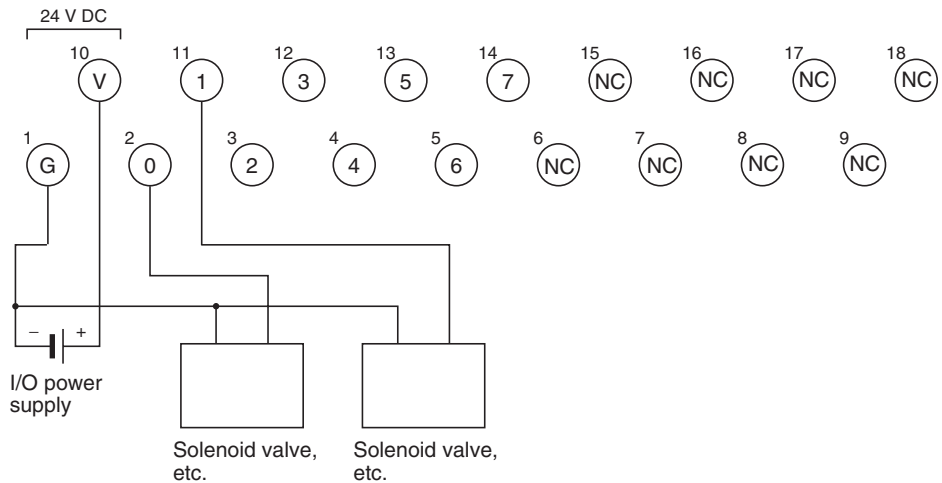 24 V DC
10 11 12 13 14 15 16 17 18
V 1 3 5 7 NC NC NC NC
1 2 3 4 5 6 7 8 9
G 0 2 4 6 NC NC NC NC
− +
I/O power
supply
Solenoid valve,
etc.
Solenoid valve,
etc.